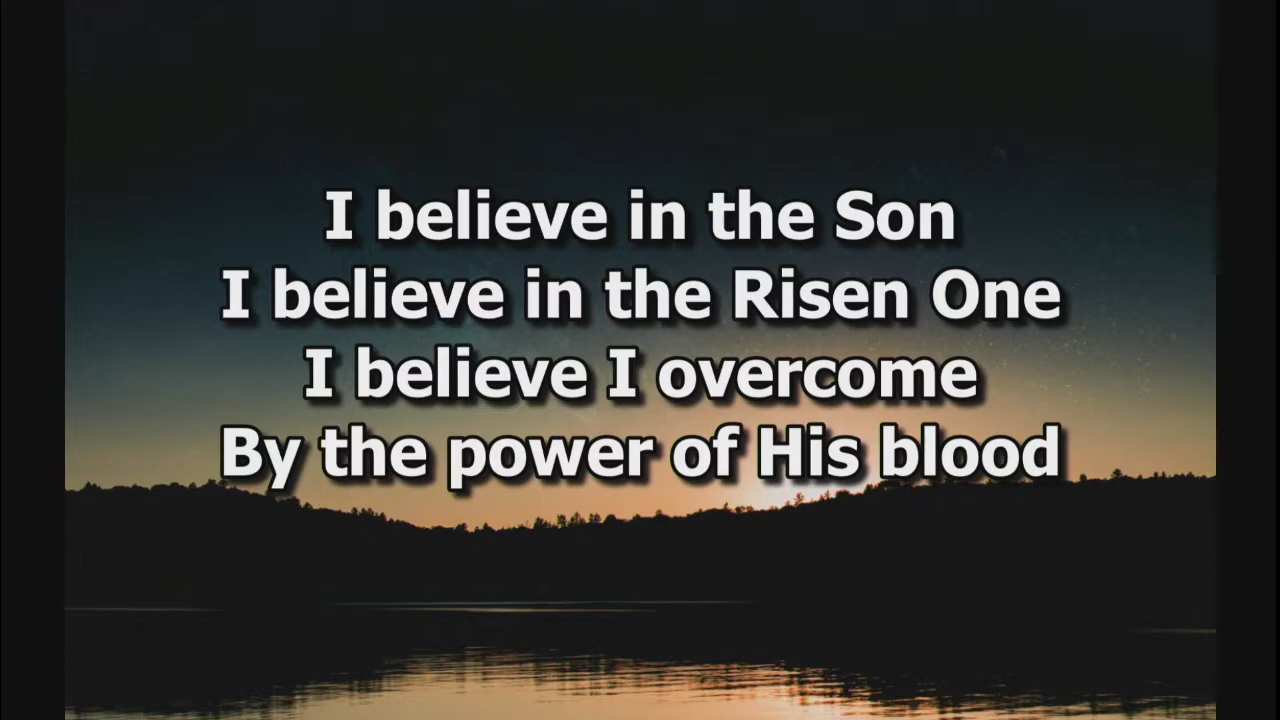 I believe in the Son
I believe in the Risen One
I believe I overcome
By the power of His blood